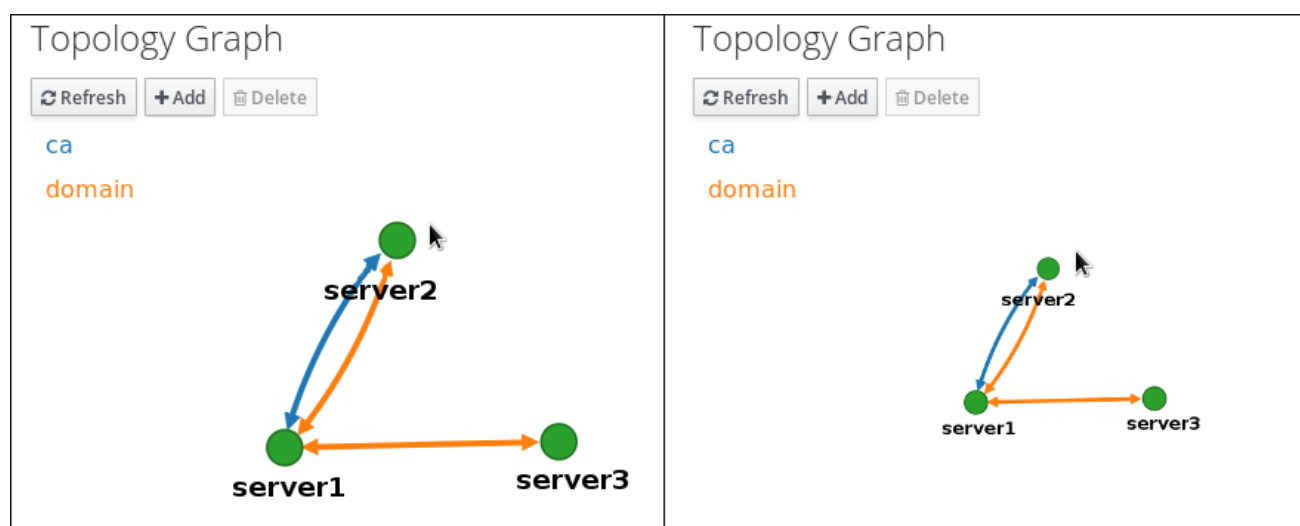 Topology Graph
Refresh Add Delete
ca
domain
server2
server1
server3
Topology Graph
Refresh Add Delete
ca
domain
server2
server1
server3